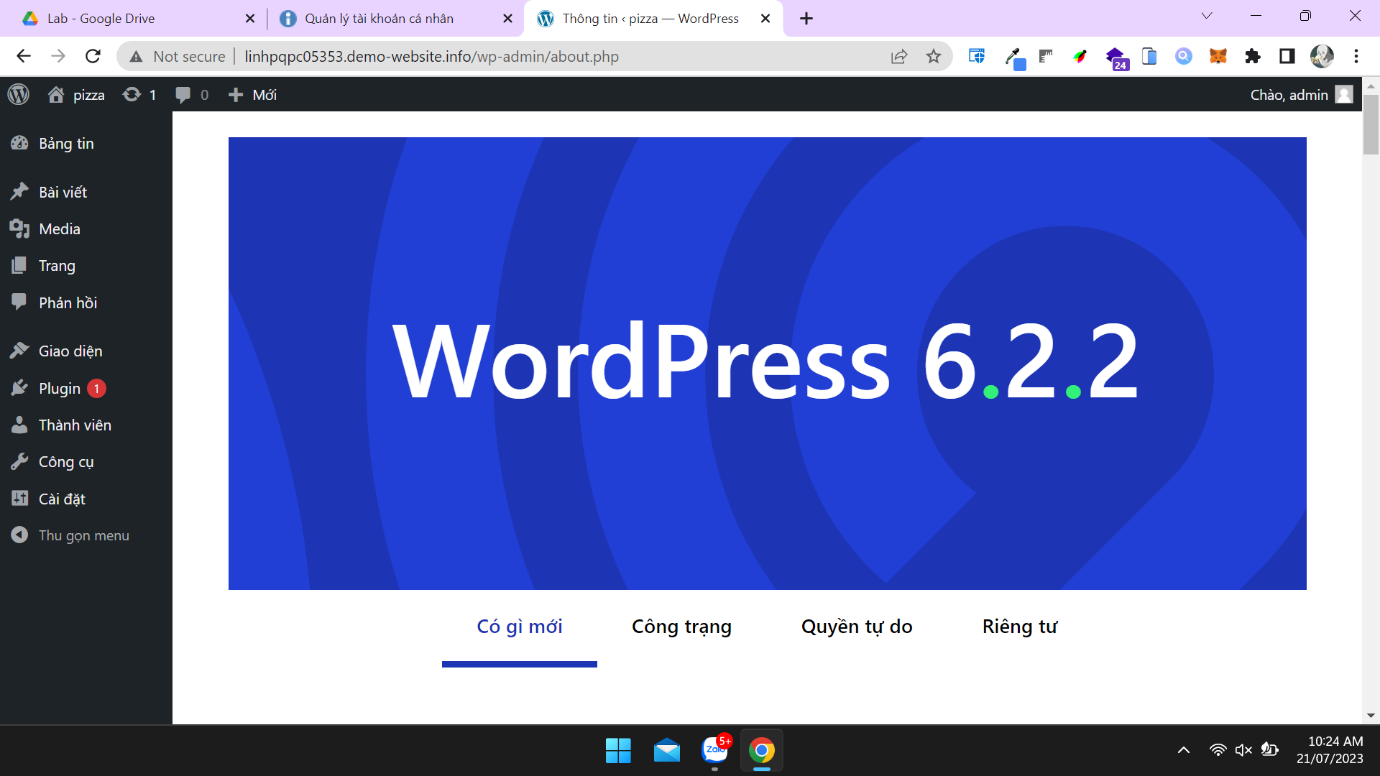 Lab - Google Drive
Quản lý tài khoản cá nhân
Thông tin ‹ pizza — WordPress
Not secure
linhpqpc05353.demo-website.info/wp-admin/about.php
24
pizza
1
0
Mới
Chào, admin
Bảng tin
Bài viết
Media
Trang
Phản hồi
Giao diện
Plugin 1
Thành viên
Công cụ
Cài đặt
Thu gọn menu
WordPress 6.2.2
Có gì mới
Công trạng
Quyền tự do
Riêng tư
Zalo
5+
10:24 AM
21/07/2023